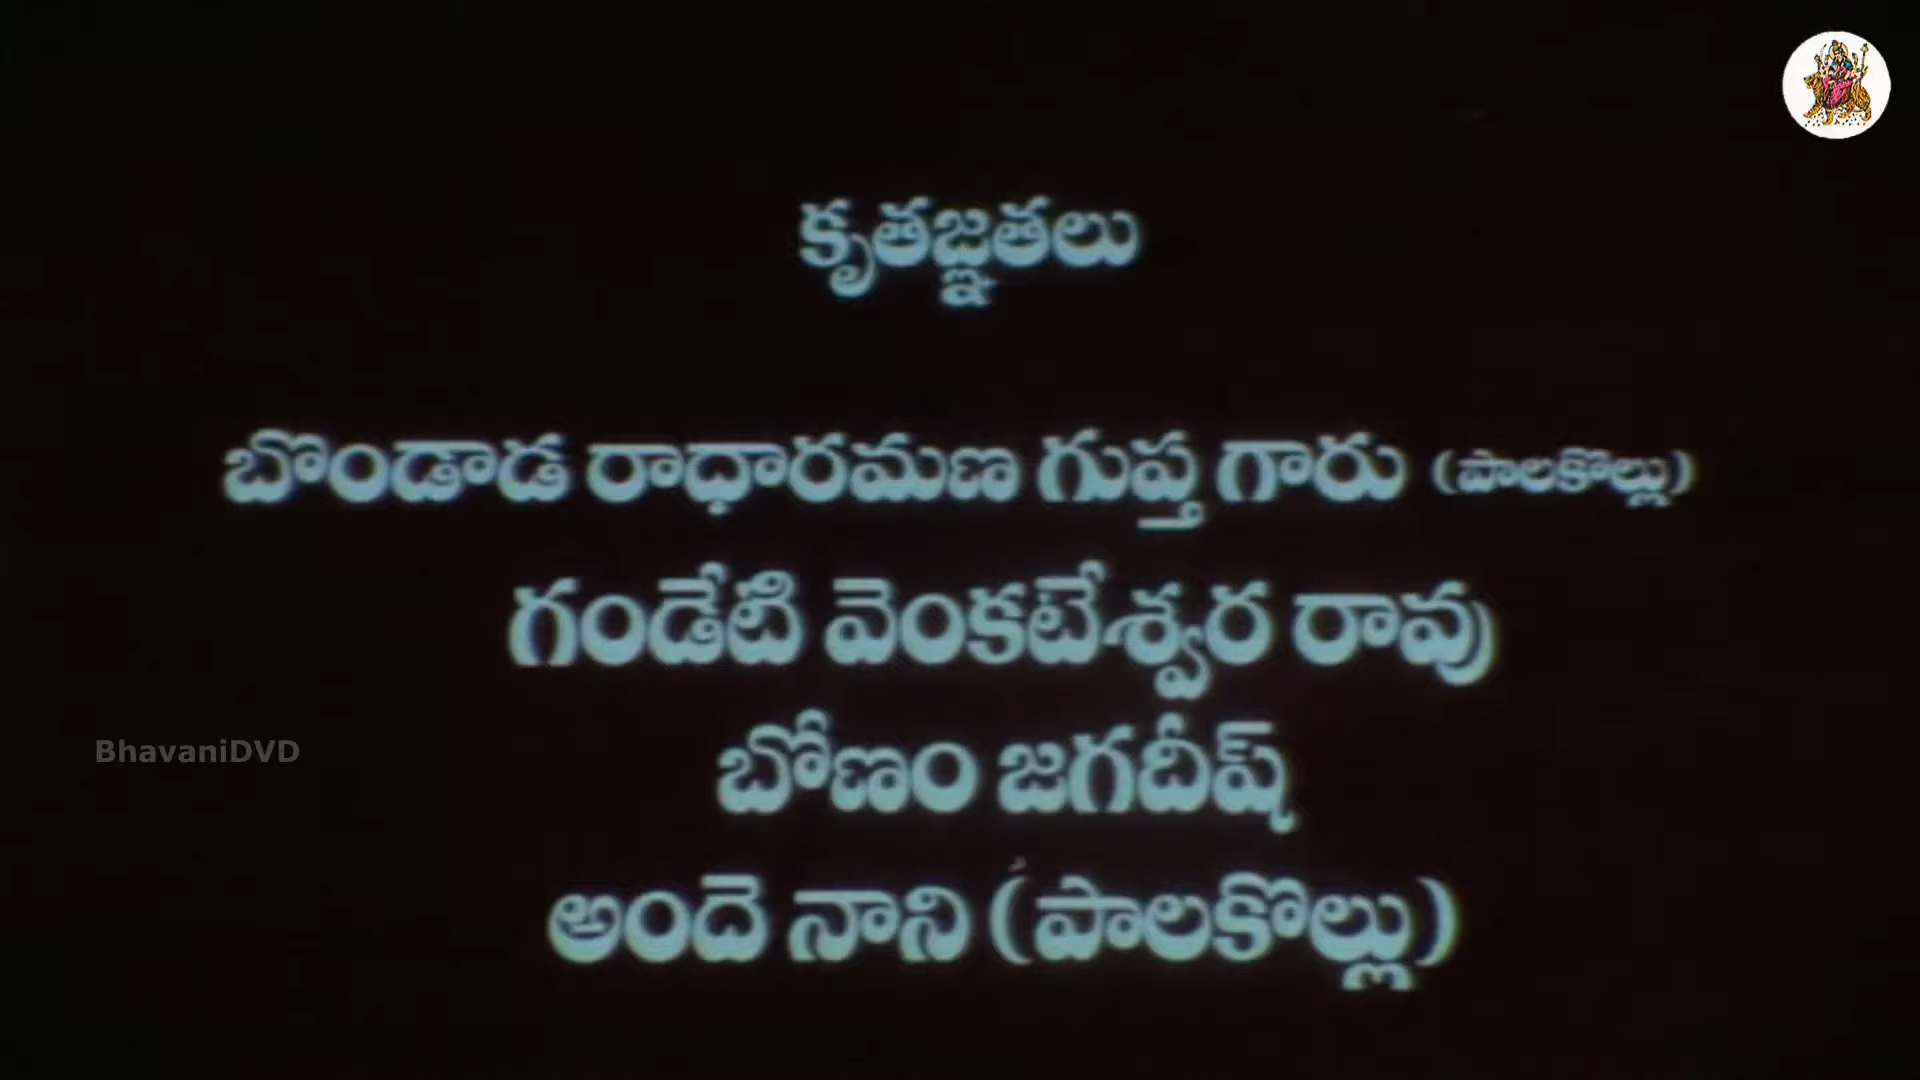 కృతజ్ఞతలు
బొండాడ రాధారమణ గుప్త గారు (పాలకొల్లు)
గండేటి వెంకటేశ్వర రావు
BhavaniDVD
బోణం జగదీష్
అందె నాని (పాలకొల్లు)